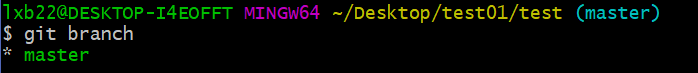 lxb22@DESKTOP-I4EOFFT MINGW64 ~/Desktop/test01/test (master)
$ git branch
* master